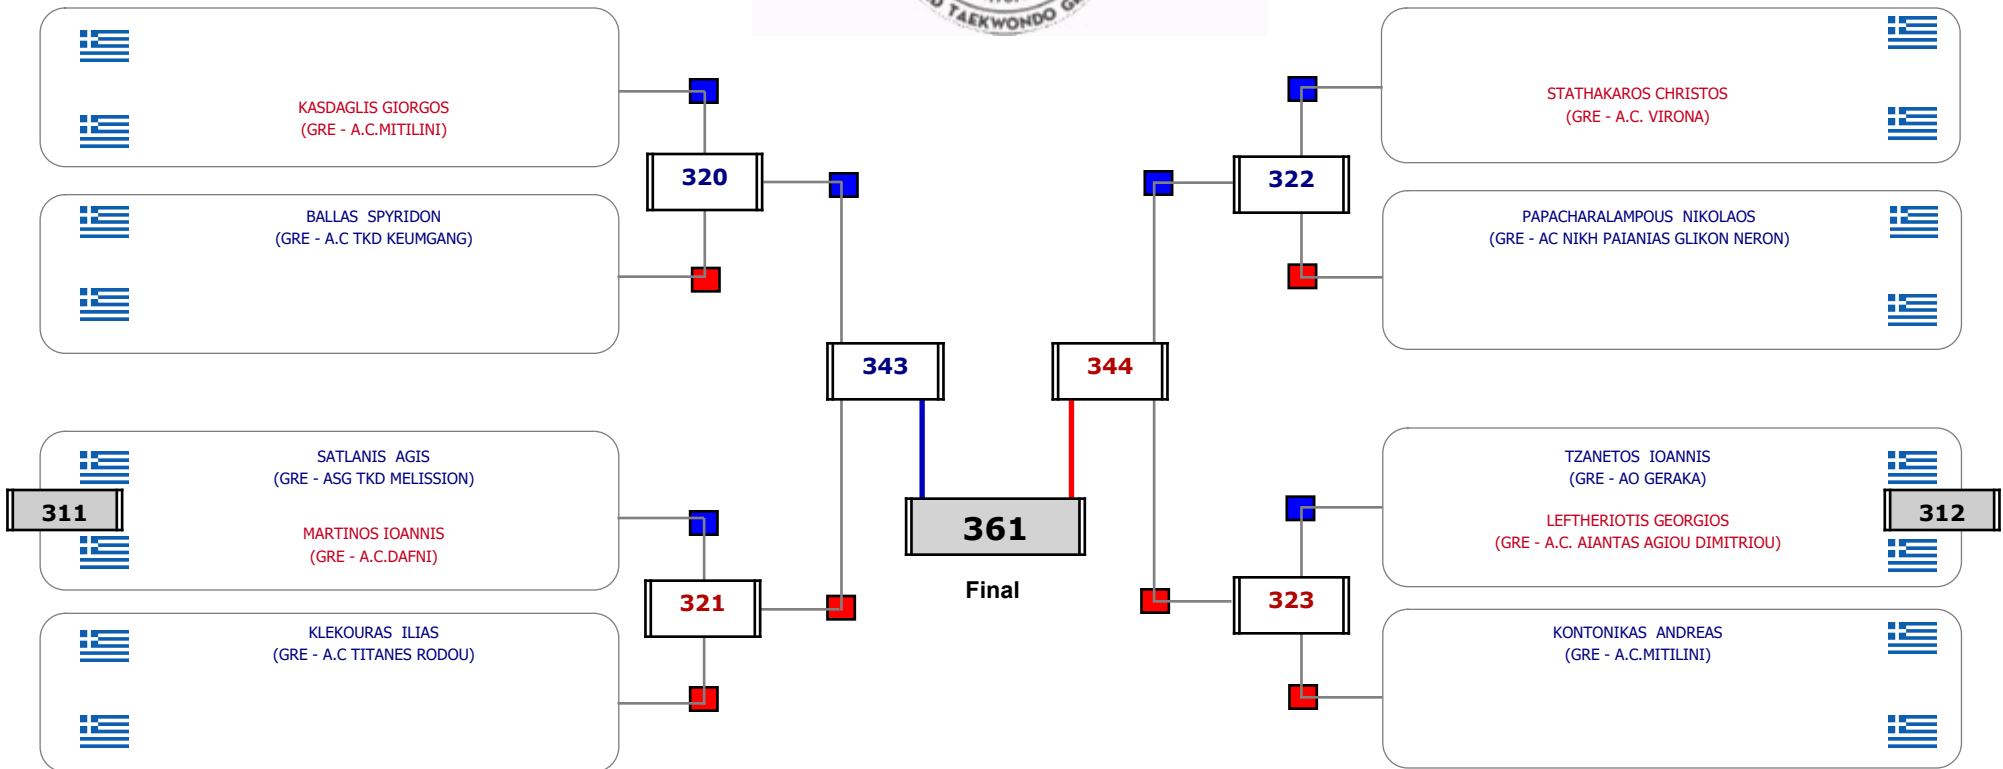 TAEKWONDO
KASDAGLIS GIORGOS
(GRE - A.C.MITILINI)
320
BALLAS SPYRIDON
(GRE - A.C TKD KEUMGANG)
343
SATLANIS AGIS
(GRE - ASG TKD MELISSION)
311
MARTINOS IOANNIS
(GRE - A.C.DAFNI)
321
KLEKOURAS ILIAS
(GRE - A.C TITANES RODOU)
361
Final
STATHAKAROS CHRISTOS
(GRE - A.C. VIRONA)
322
PAPACHARALAMPOUS NIKOLAOS
(GRE - AC NIKH PAIANIAS GLIKON NERON)
344
TZANETOS IOANNIS
(GRE - AO GERAKA)
312
LEFTHERIOTIS GEORGIOS
(GRE - A.C. AIANTAS AGIOU DIMITRIOU)
323
KONTONIKAS ANDREAS
(GRE - A.C.MITILINI)